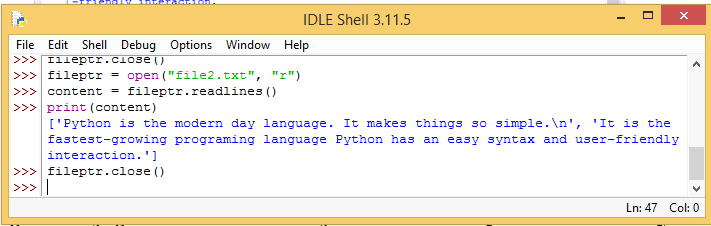 -friendly interaction.
IDLE Shell 3.11.5
File Edit Shell Debug Options Window Help
>>> fileptr.close()
>>> fileptr = open("file2.txt", "r")
>>> content = fileptr.readlines()
>>> print(content)
['Python is the modern day language. It makes things so simple.\n', 'It is the
fastest-growing programing language Python has an easy syntax and user-friendly
interaction.']
>>> fileptr.close()
>>>
Ln: 47 Col: 0